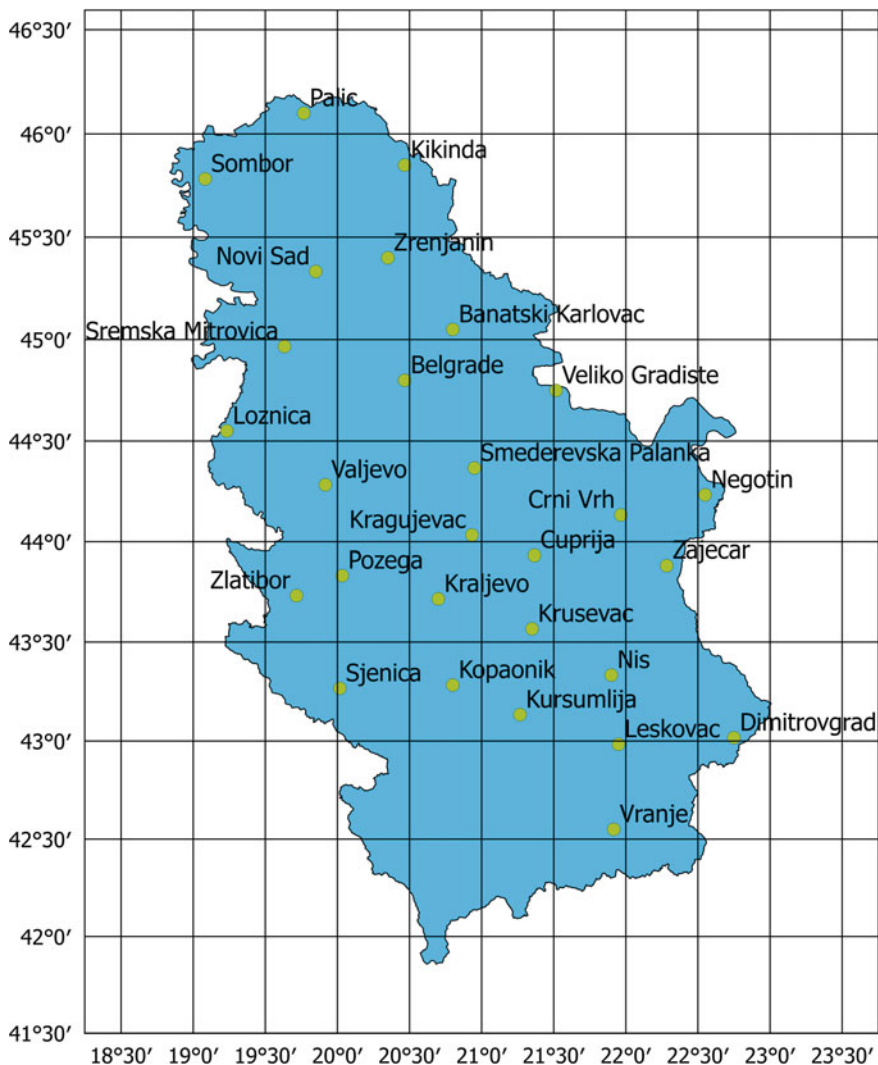 46°30′
Palic
46°0′
Kikinda
Sombor
45°30′
Zrenjanin
Novi Sad
Banatski Karlovac
Sremska Mitrovica
45°0′
Belgrade
Veliko Gradiste
Loznica
44°30′
Smederevska Palanka
Valjevo
Negotin
Crni Vrh
Kragujevac
44°0′
Cuprija
Zajecar
Pozega
Zlatibor
Kraljevo
Krusevac
43°30′
Nis
Sjenica
Kopaonik
Kursumlija
43°0′
Leskovac
Dimitrovgrad
Vranje
42°30′
42°0′
41°30′
18°30′ 19°0′ 19°30′ 20°0′ 20°30′ 21°0′ 21°30′ 22°0′ 22°30′ 23°0′ 23°30′